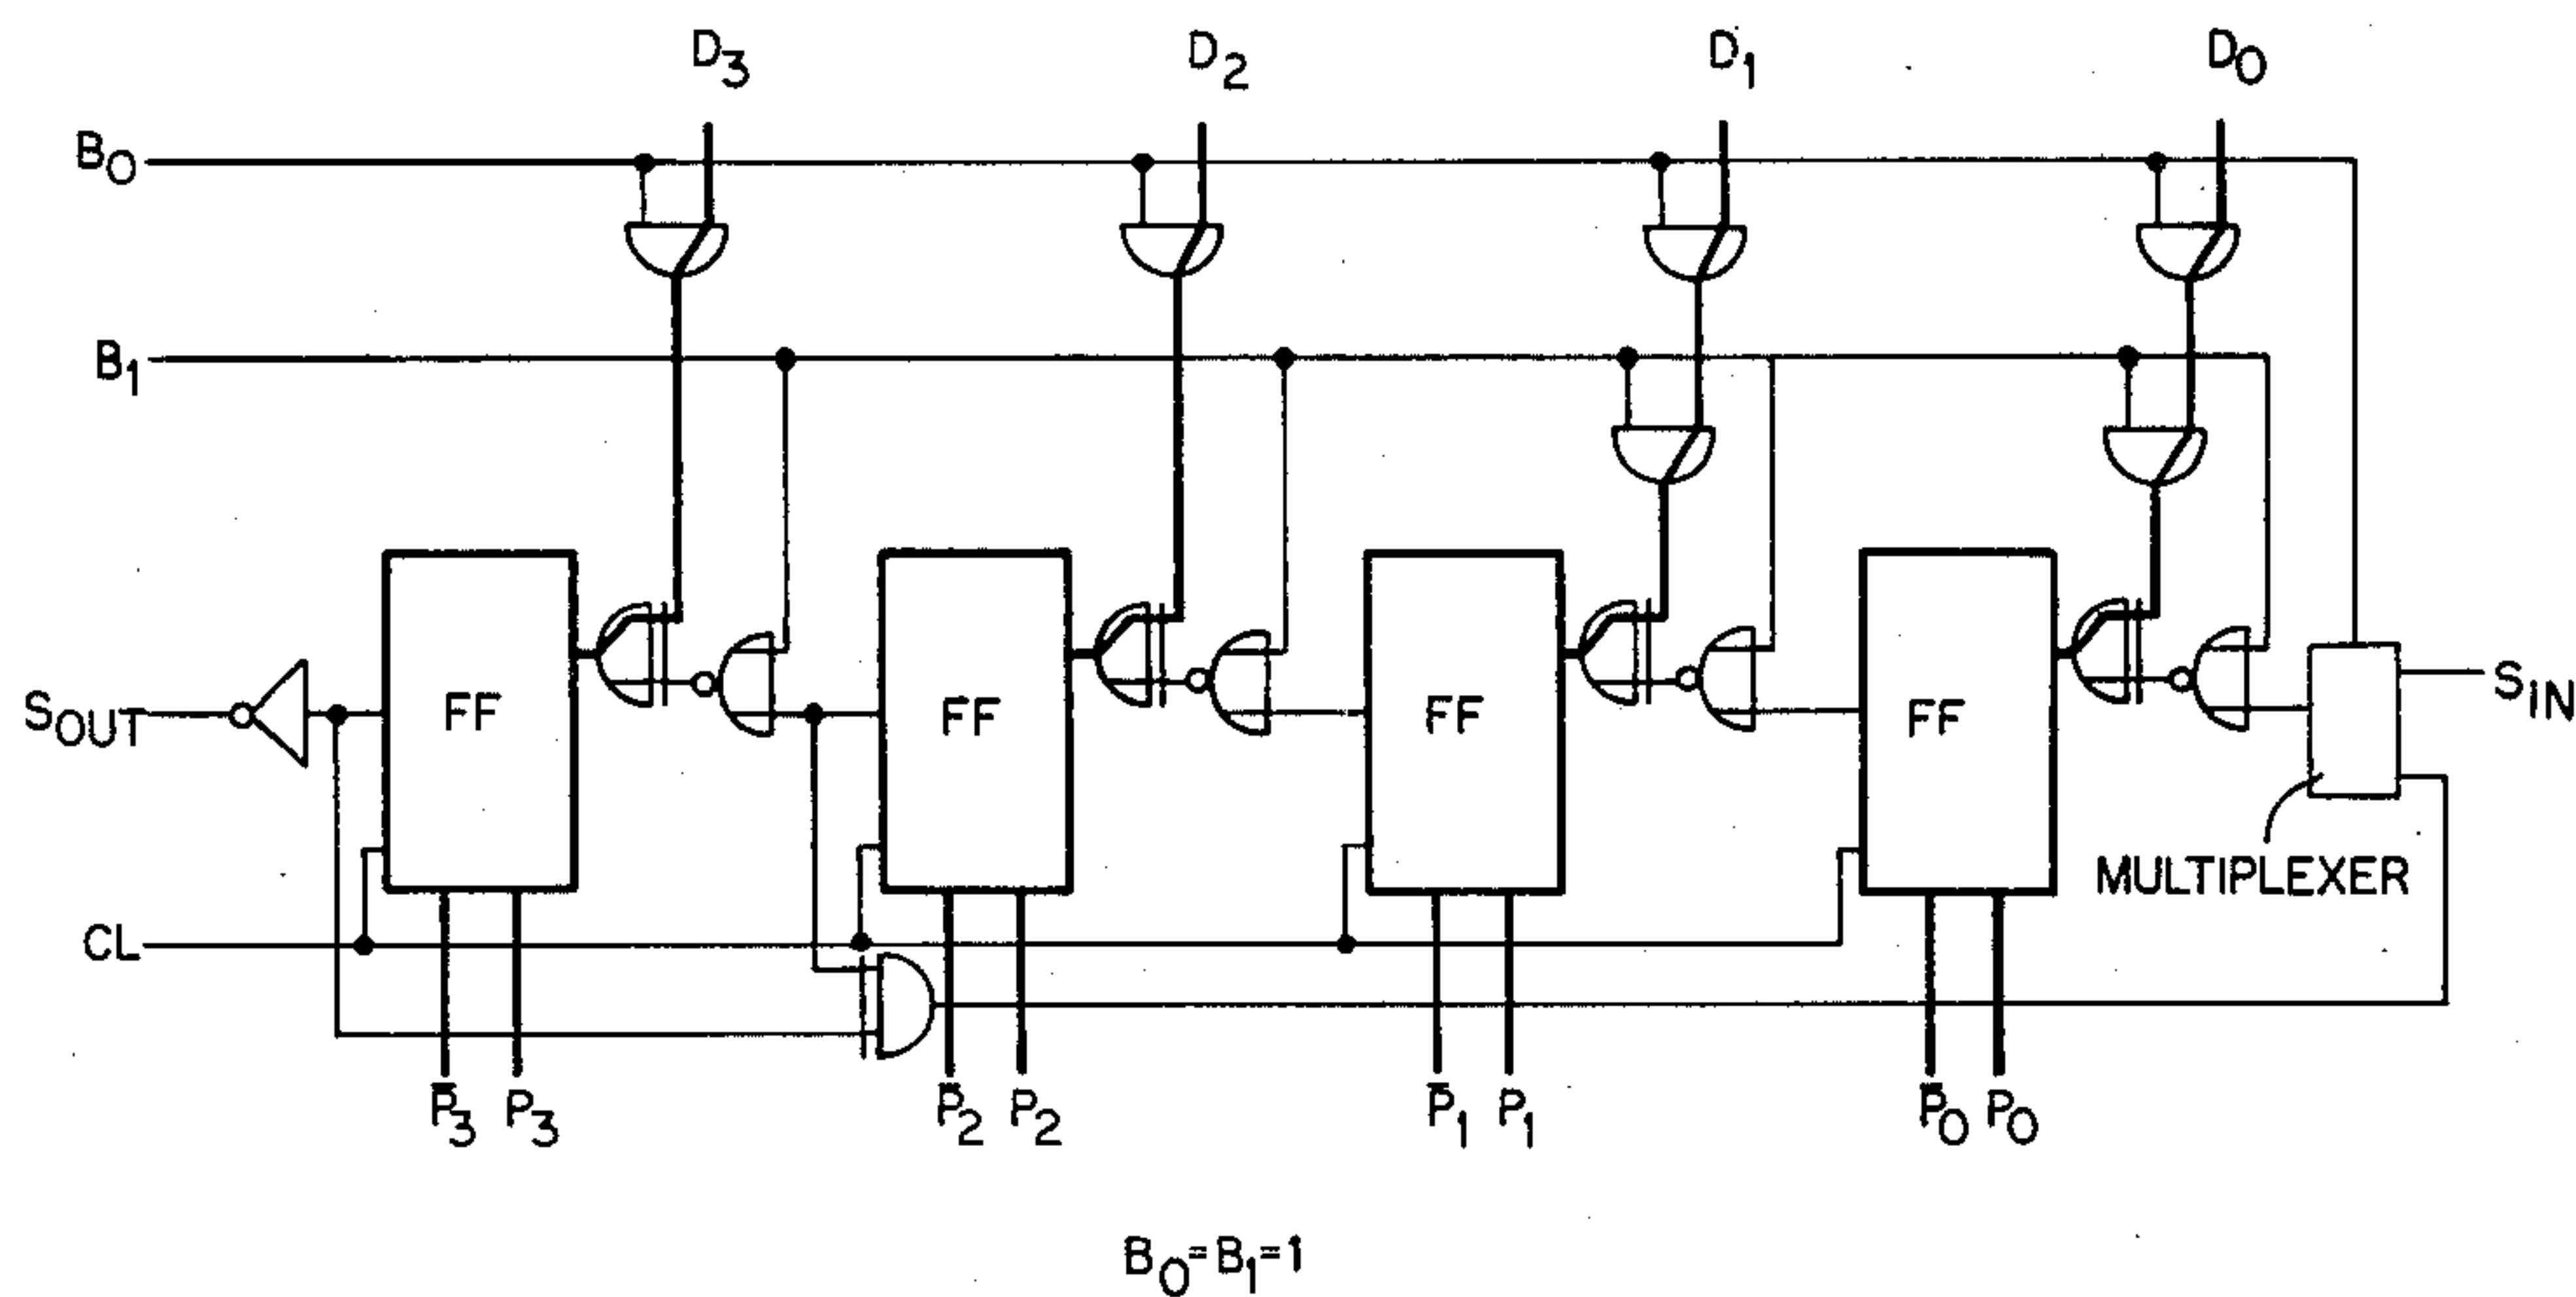 D3 D2 D1 D0
B0
B1
FF FF FF FF
SOUT SIN
MULTIPLEXER
CL
P̅3 P3 P̅2 P2 P̅1 P1 P̅0 P0
B0=B1=1